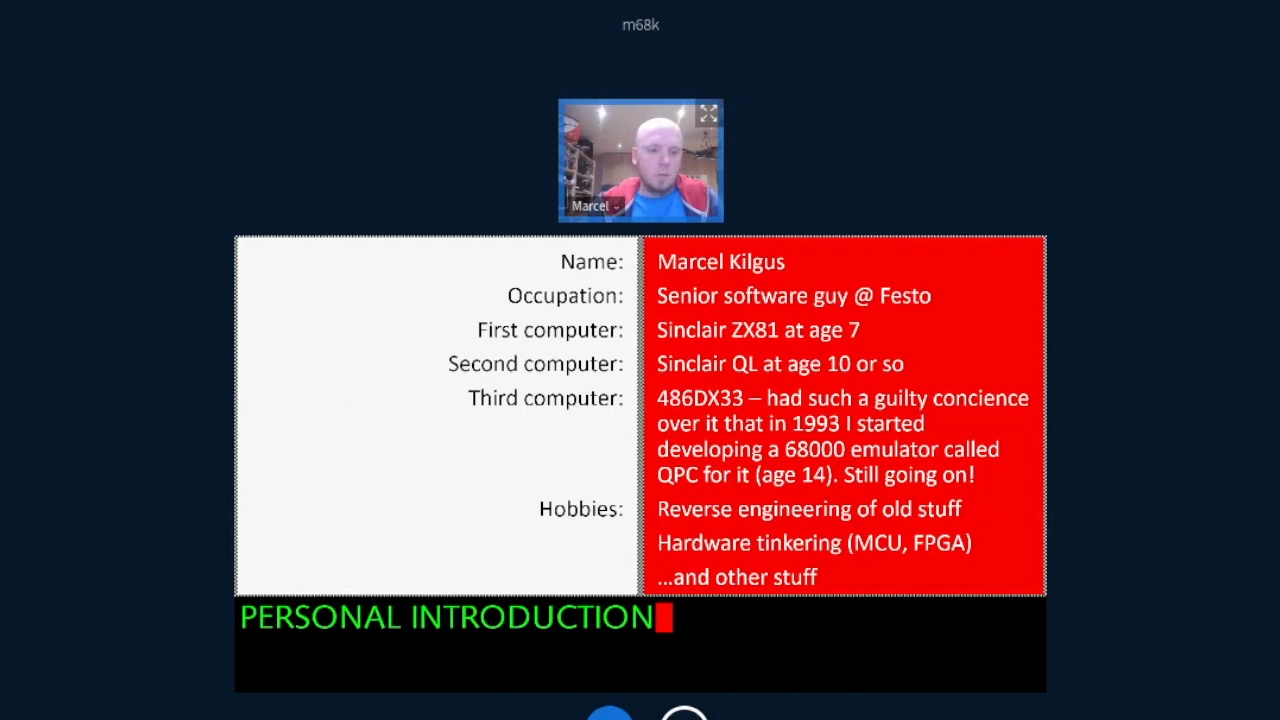 m68k
Marcel
Name:
Marcel Kilgus
Occupation:
Senior software guy @ Festo
First computer:
Sinclair ZX81 at age 7
Second computer:
Sinclair QL at age 10 or so
Third computer:
486DX33 – had such a guilty concience
over it that in 1993 I started
developing a 68000 emulator called
QPC for it (age 14). Still going on!
Hobbies:
Reverse engineering of old stuff
Hardware tinkering (MCU, FPGA)
...and other stuff
PERSONAL INTRODUCTION